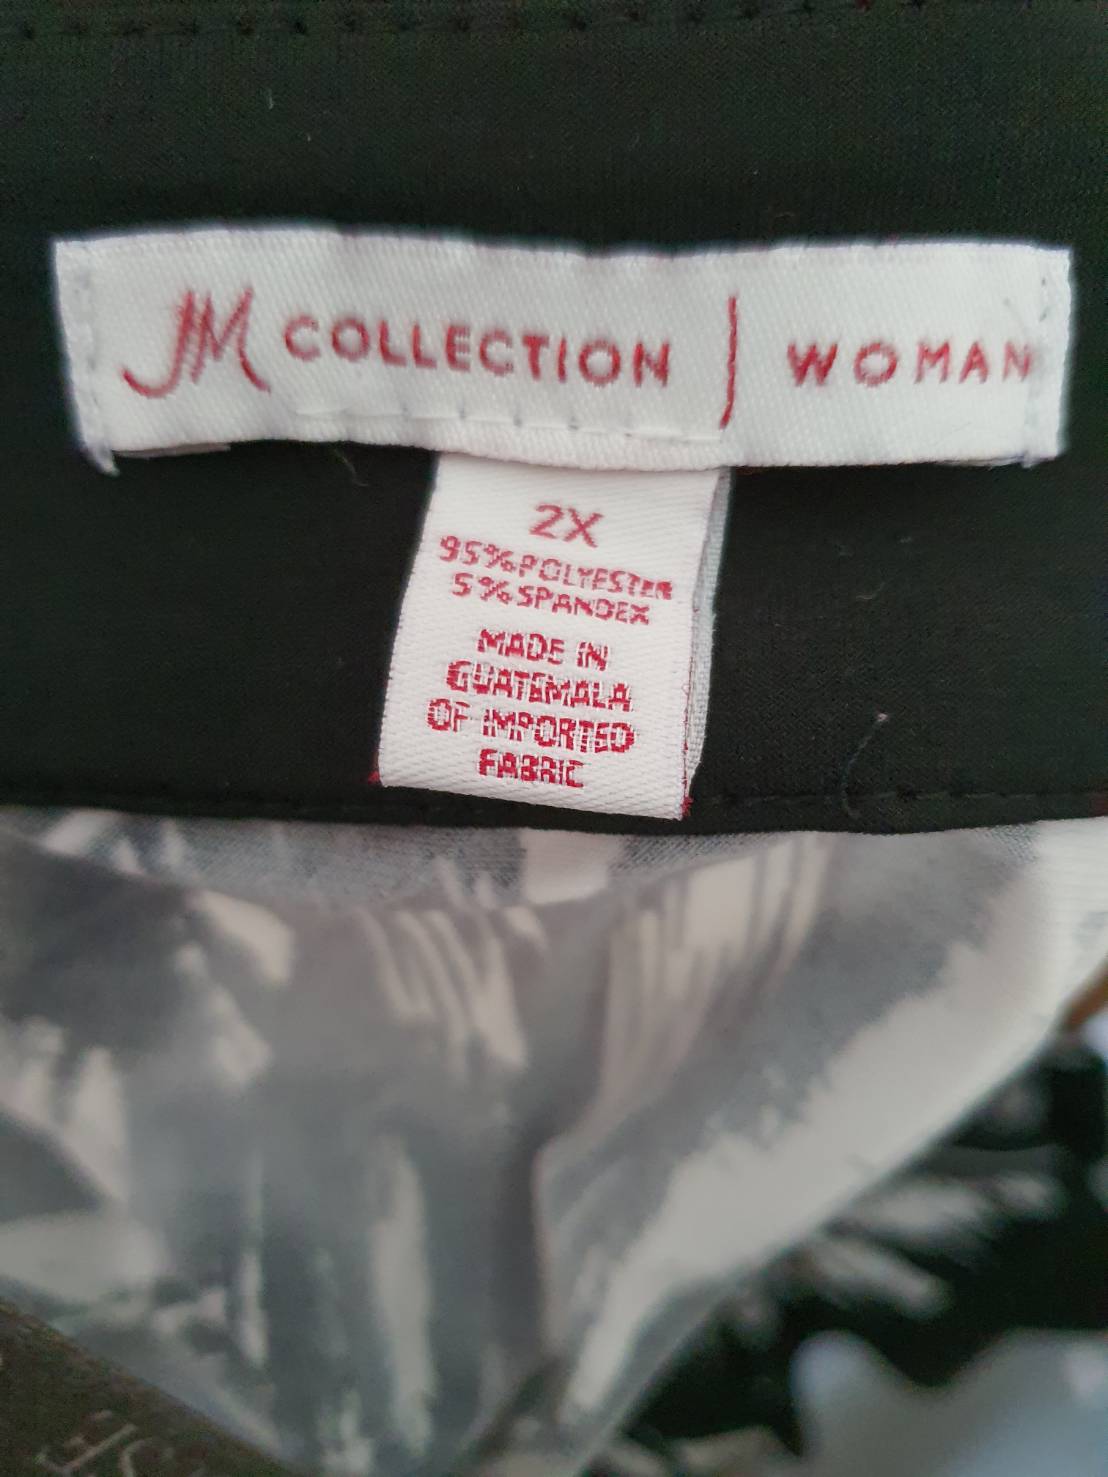 JM COLLECTION | WOMAN
2X
95%POLYESTER
5%SPANDEX
MADE IN
GUATEMALA
OF IMPORTED
FABRIC